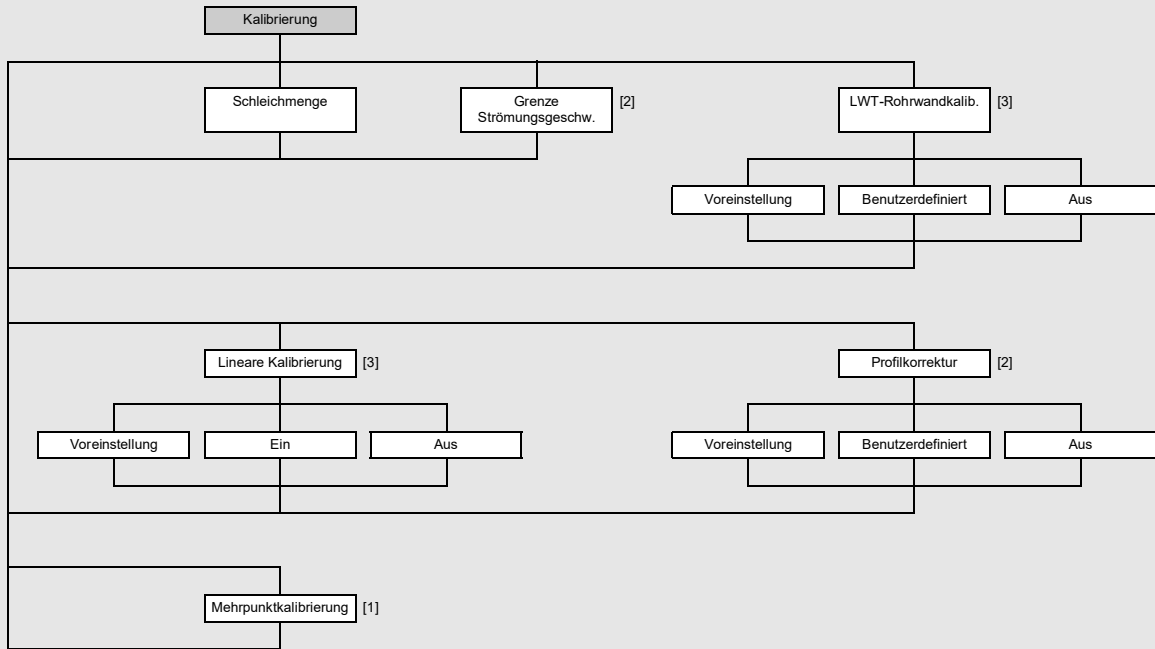 Kalibrierung
Schleichmenge
Grenze
Strömungsgeschw.
[2]
LWT-Rohrwandkalib.
[3]
Voreinstellung
Benutzerdefiniert
Aus
Lineare Kalibrierung
[3]
Profilkorrektur
[2]
Voreinstellung
Ein
Aus
Voreinstellung
Benutzerdefiniert
Aus
Mehrpunktkalibrierung
[1]